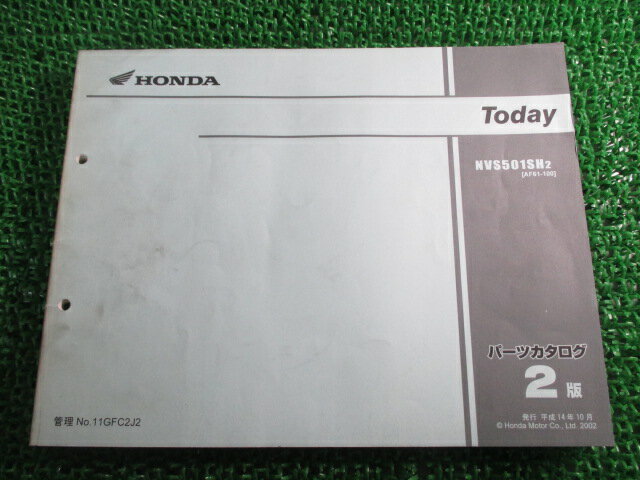 HONDA
Today
NVS501SH2
[AF61-100]
パーツカタログ
2版
発行 平成14年10月
© Honda Motor Co., Ltd. 2002
管理 No.11GFC2J2